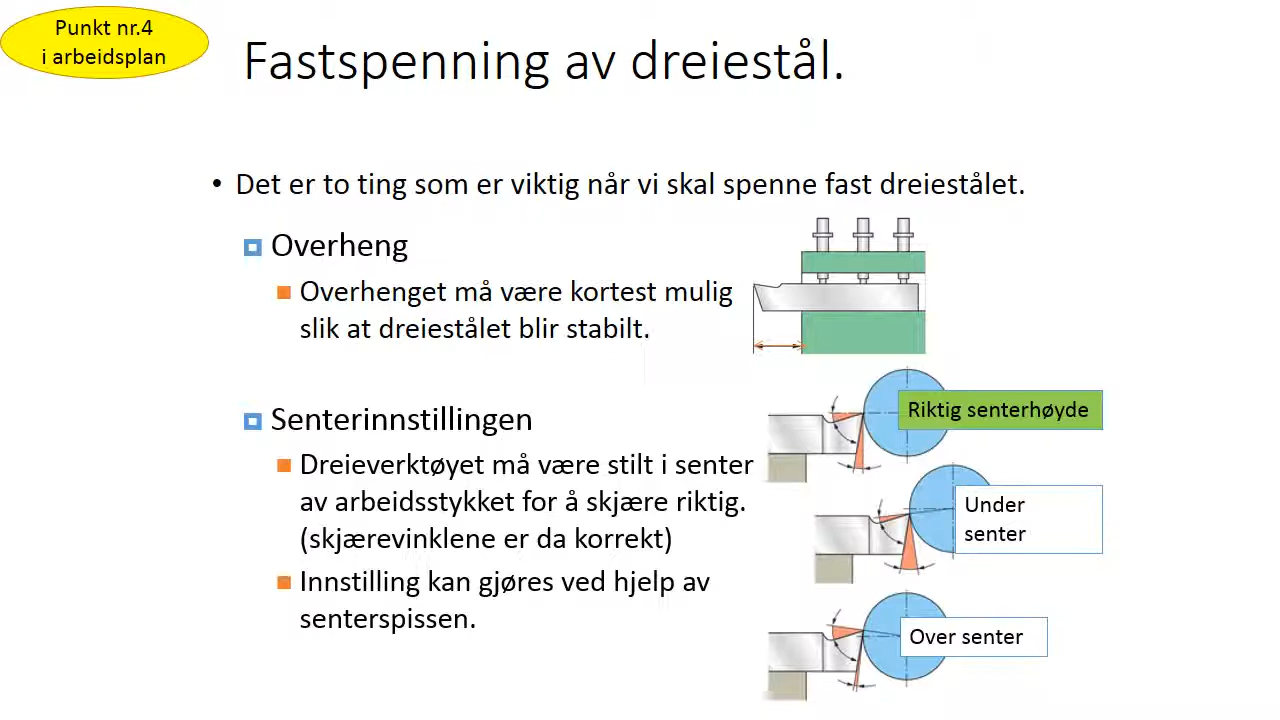 Punkt nr.4
i arbeidsplan
Fastspenning av dreiestål.
• Det er to ting som er viktig når vi skal spenne fast dreiestålet.
Overheng
Overhenget må være kortest mulig
slik at dreiestålet blir stabilt.
Senterinnstillingen
Dreieverktøyet må være stilt i senter
av arbeidsstykket for å skjære riktig.
(skjærevinklene er da korrekt)
Innstilling kan gjøres ved hjelp av
senterspissen.
Riktig senterhøyde
Under
senter
Over senter